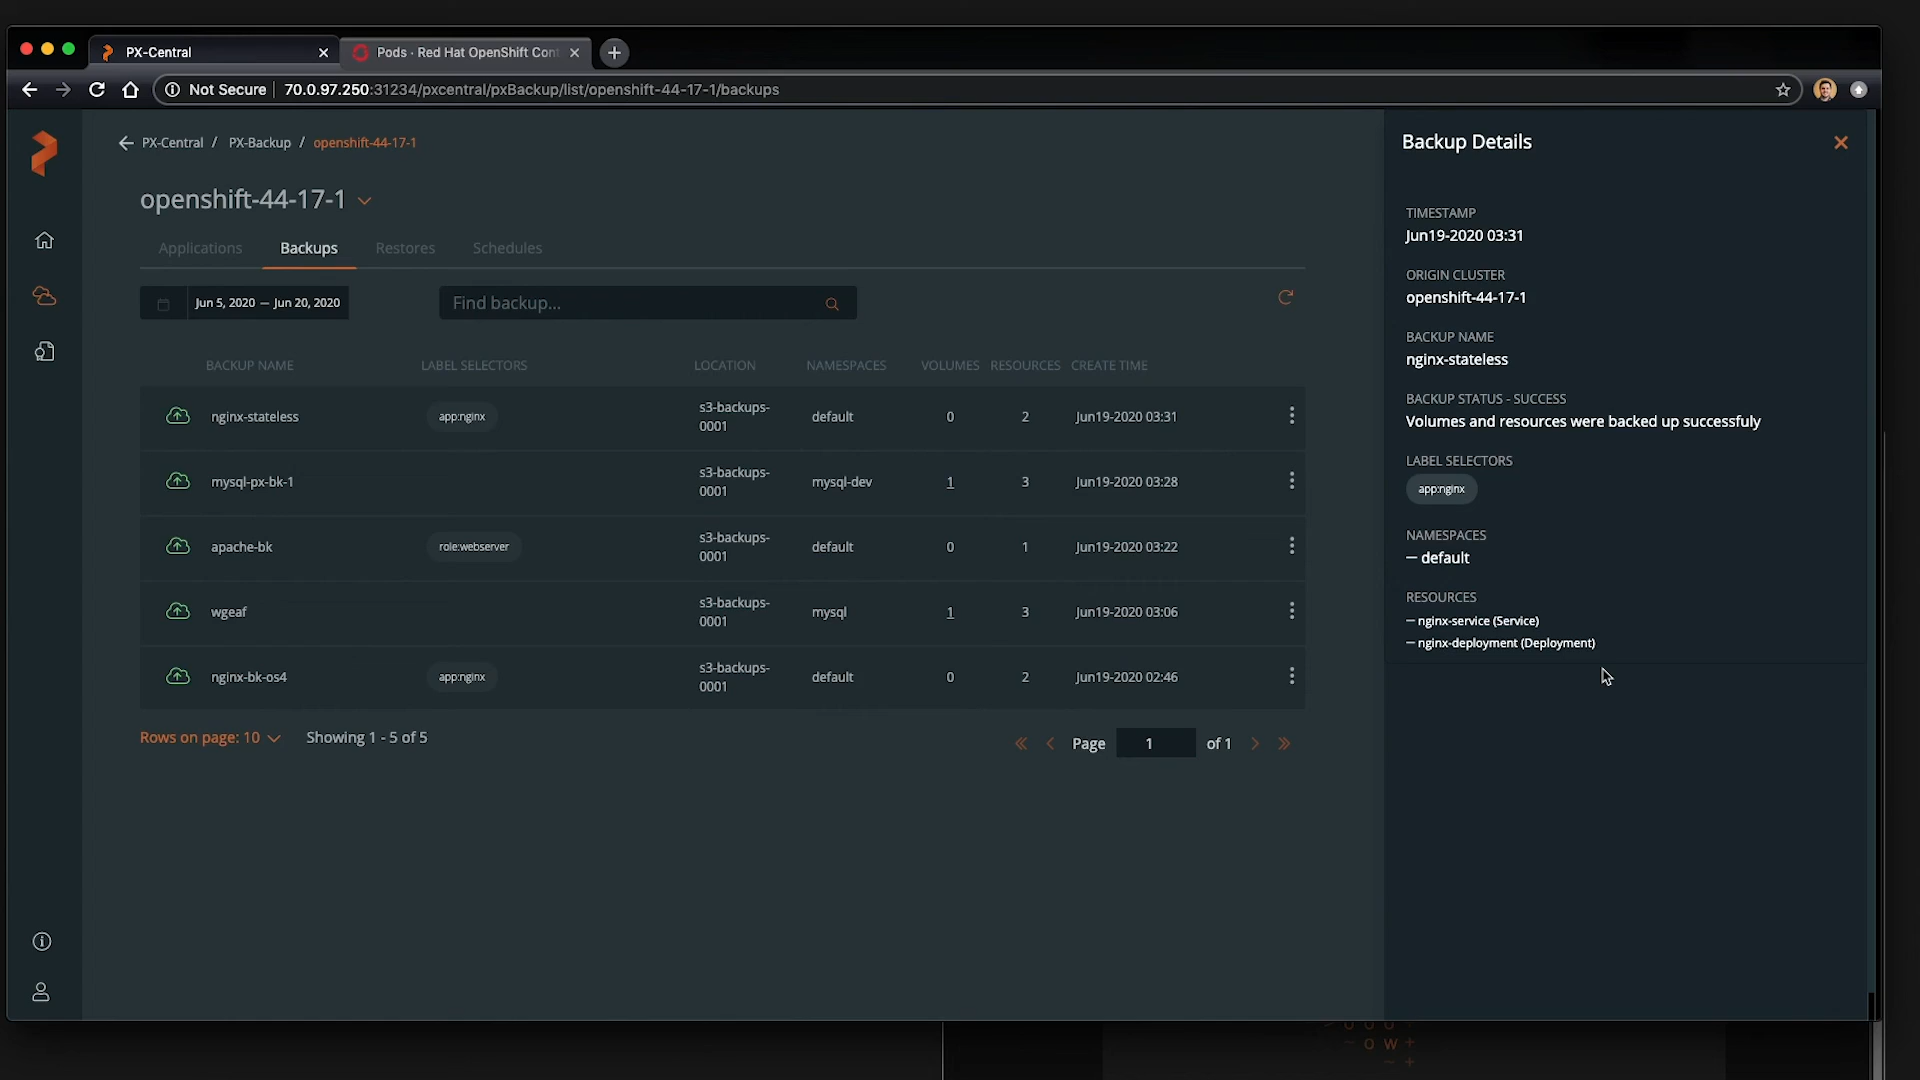 PX-Central
Pods · Red Hat OpenShift Cont
Not Secure 70.0.97.250:31234/pxcentral/pxBackup/list/openshift-44-17-1/backups
PX-Central / PX-Backup / openshift-44-17-1
openshift-44-17-1
Applications Backups Restores Schedules
Jun 5, 2020 — Jun 20, 2020
Find backup...
BACKUP NAME LABEL SELECTORS LOCATION NAMESPACES VOLUMES RESOURCES CREATE TIME
nginx-stateless app:nginx s3-backups-0001 default 0 2 Jun19-2020 03:31
mysql-px-bk-1 s3-backups-0001 mysql-dev 1 3 Jun19-2020 03:28
apache-bk role:webserver s3-backups-0001 default 0 1 Jun19-2020 03:22
wgeaf s3-backups-0001 mysql 1 3 Jun19-2020 03:06
nginx-bk-os4 app:nginx s3-backups-0001 default 0 2 Jun19-2020 02:46
Rows on page: 10 Showing 1 - 5 of 5
Page 1 of 1
Backup Details
TIMESTAMP
Jun19-2020 03:31
ORIGIN CLUSTER
openshift-44-17-1
BACKUP NAME
nginx-stateless
BACKUP STATUS - SUCCESS
Volumes and resources were backed up successfuly
LABEL SELECTORS
app:nginx
NAMESPACES
— default
RESOURCES
— nginx-service (Service)
— nginx-deployment (Deployment)
~ O W +
~ +